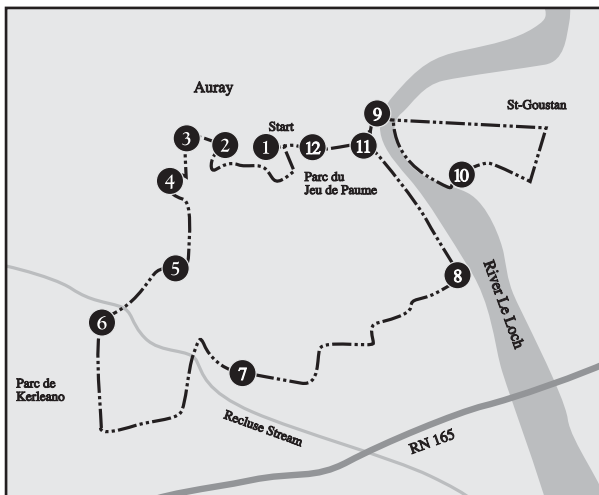 Auray
St-Goustan
Start
9
3
2
1
12
11
Parc du
Jeu de Paume
4
10
5
8
River Le Loch
6
7
Parc de
Kerleano
Recluse Stream
RN 165